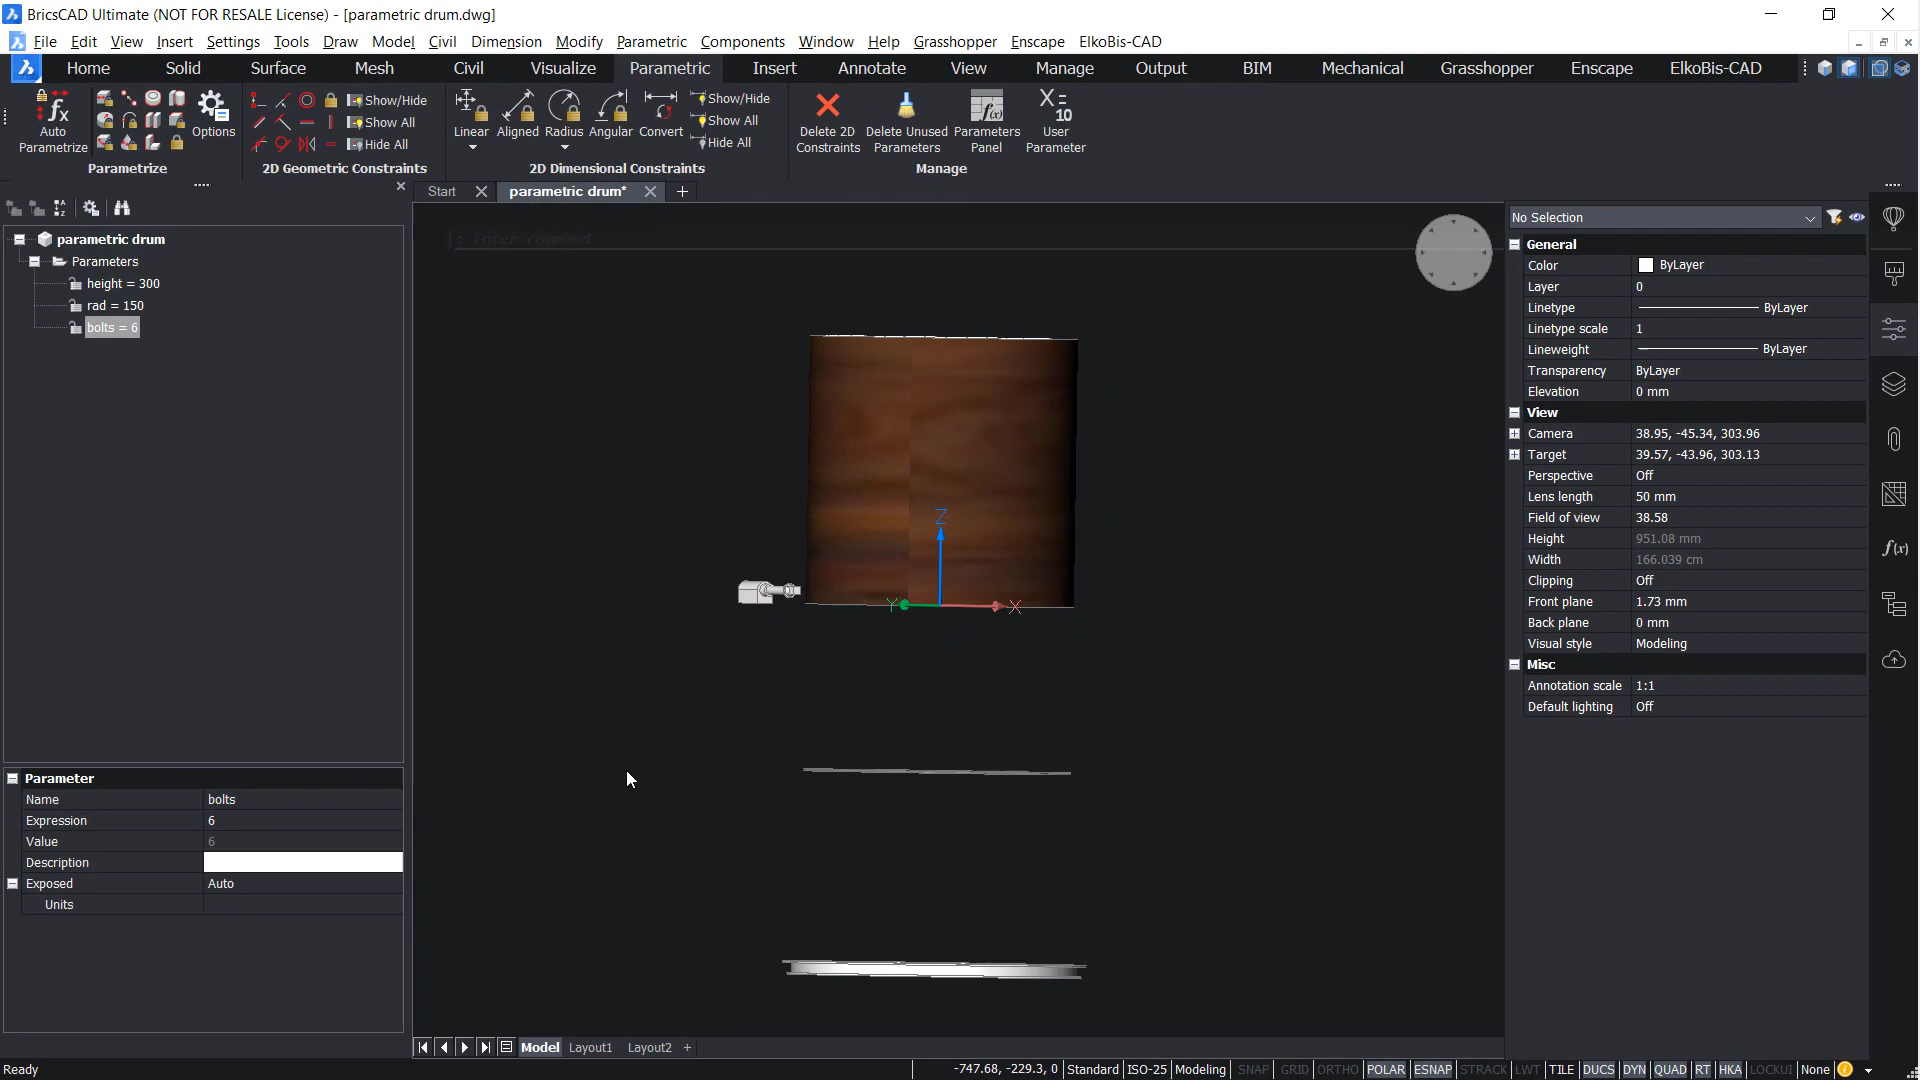 BricsCAD Ultimate (NOT FOR RESALE License) - [parametric drum.dwg]
File Edit View Insert Settings Tools Draw Model Civil Dimension Modify Parametric Components Window Help Grasshopper Enscape ElkoBis-CAD
Home Solid Surface Mesh Civil Visualize Parametric Insert Annotate View Manage Output BIM Mechanical Grasshopper Enscape ElkoBis-CAD
Auto Parametrize
Options
Parametrize
Show/Hide
Show All
Hide All
2D Geometric Constraints
Linear Aligned Radius Angular Convert
Show/Hide
Show All
Hide All
2D Dimensional Constraints
Delete 2D Constraints
Delete Unused Parameters
Parameters Panel
X= 10
User Parameter
Manage
Start parametric drum*
parametric drum
Parameters
height = 300
rad = 150
bolts = 6
Parameter
Name bolts
Expression 6
Value 6
Description
Exposed Auto
Units
: Enter command
Z
Y
X
No Selection
General
Color ByLayer
Layer 0
Linetype ByLayer
Linetype scale 1
Lineweight ByLayer
Transparency ByLayer
Elevation 0 mm
View
Camera 38.95, -45.34, 303.96
Target 39.57, -43.96, 303.13
Perspective Off
Lens length 50 mm
Field of view 38.58
Height 951.08 mm
Width 166.039 cm
Clipping Off
Front plane 1.73 mm
Back plane 0 mm
Visual style Modeling
Misc
Annotation scale 1:1
Default lighting Off
f(x)
Model Layout1 Layout2 +
Ready -747.68, -229.3, 0 Standard ISO-25 Modeling SNAP GRID ORTHO POLAR ESNAP STRACK LWT TILE DUCS DYN QUAD RT HKA LOCKUI None